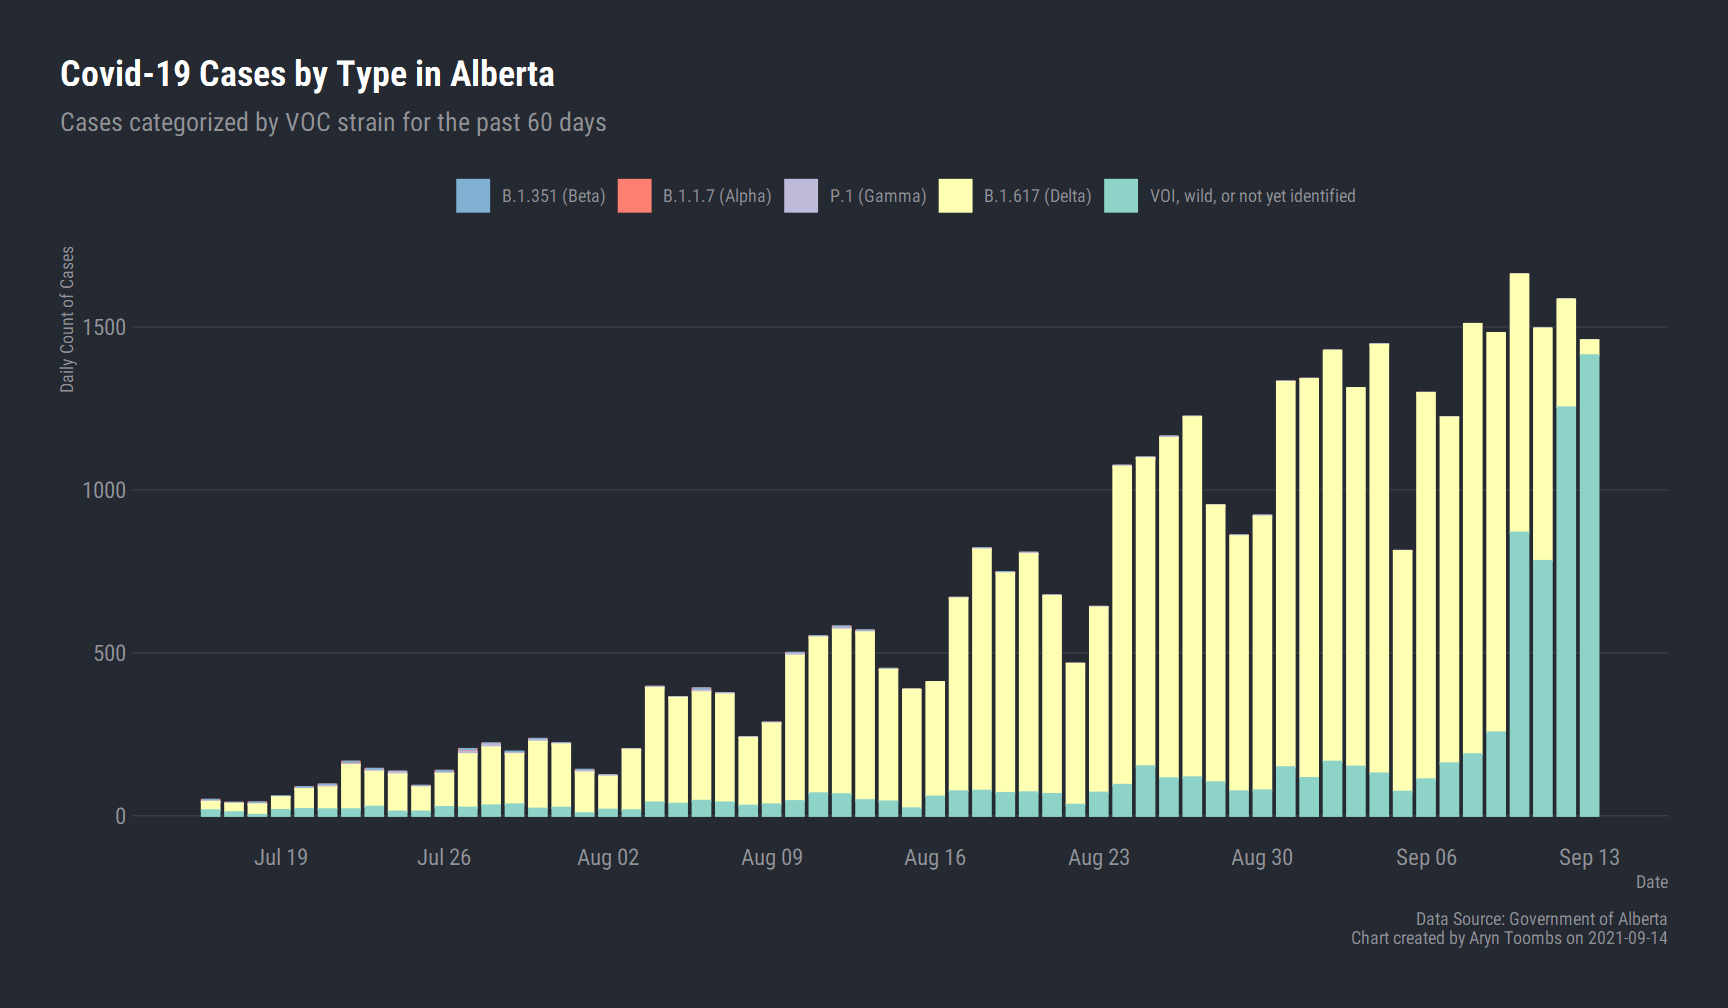 Covid-19 Cases by Type in Alberta
Cases categorized by VOC strain for the past 60 days
B.1.351 (Beta) B.1.1.7 (Alpha) P.1 (Gamma) B.1.617 (Delta) VOI, wild, or not yet identified
Daily Count of Cases
1500
1000
500
0
Jul 19 Jul 26 Aug 02 Aug 09 Aug 16 Aug 23 Aug 30 Sep 06 Sep 13
Date
Data Source: Government of Alberta
Chart created by Aryn Toombs on 2021-09-14